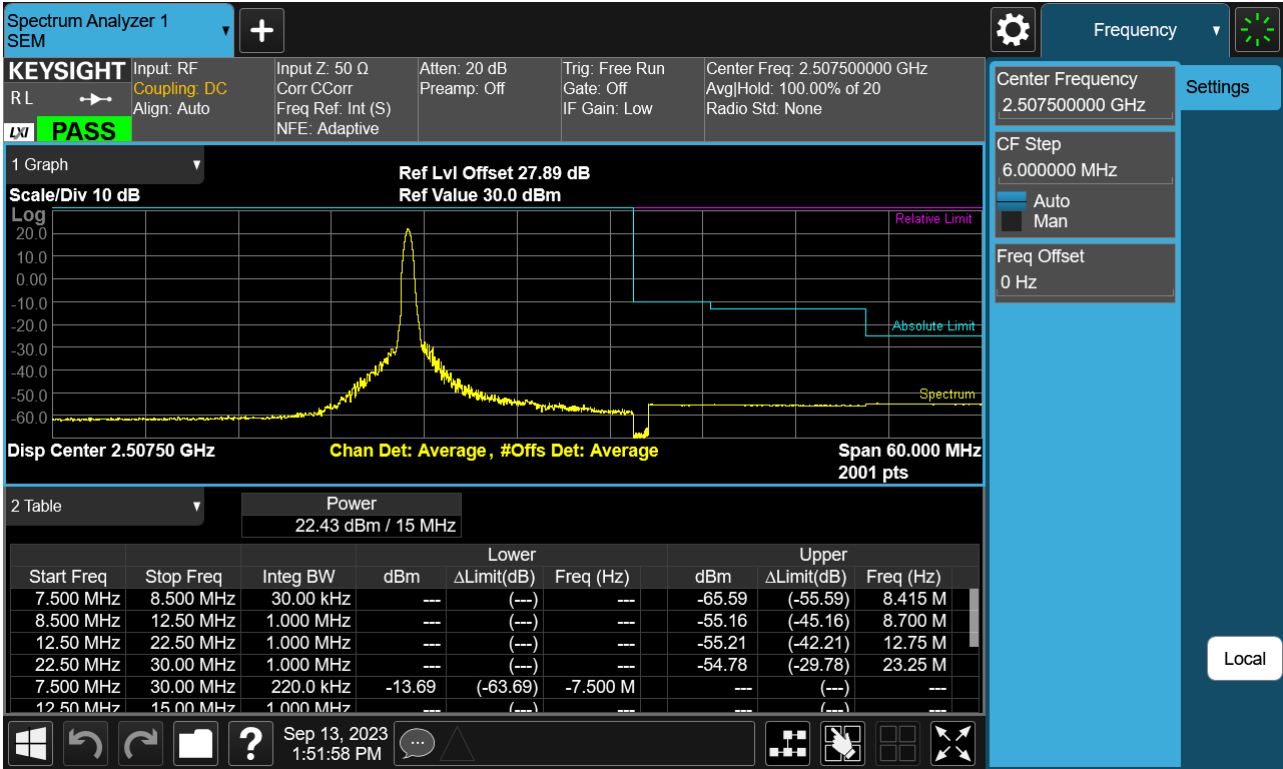 Spectrum Analyzer 1
SEM
Frequency
KEYSIGHT
R L
LXI PASS
Input: RF
Coupling: DC
Align: Auto
Input Z: 50 Ω
Corr CCorr
Freq Ref: Int (S)
NFE: Adaptive
Atten: 20 dB
Preamp: Off
Trig: Free Run
Gate: Off
IF Gain: Low
Center Freq: 2.507500000 GHz
Avg|Hold: 100.00% of 20
Radio Std: None
Center Frequency
2.507500000 GHz
Settings
CF Step
6.000000 MHz
Auto
Man
Freq Offset
0 Hz
1 Graph
Ref Lvl Offset 27.89 dB
Scale/Div 10 dB Ref Value 30.0 dBm
Log
Relative Limit
20.0
10.0
0.00
-10.0
-20.0
Absolute Limit
-30.0
-40.0
-50.0
Spectrum
-60.0
Disp Center 2.50750 GHz Chan Det: Average , #Offs Det: Average Span 60.000 MHz
2001 pts
2 Table
Power
22.43 dBm / 15 MHz
Lower Upper
Start Freq Stop Freq Integ BW dBm ΔLimit(dB) Freq (Hz) dBm ΔLimit(dB) Freq (Hz)
7.500 MHz 8.500 MHz 30.00 kHz --- (---) --- -65.59 (-55.59) 8.415 M
8.500 MHz 12.50 MHz 1.000 MHz --- (---) --- -55.16 (-45.16) 8.700 M
12.50 MHz 22.50 MHz 1.000 MHz --- (---) --- -55.21 (-42.21) 12.75 M
22.50 MHz 30.00 MHz 1.000 MHz --- (---) --- -54.78 (-29.78) 23.25 M
7.500 MHz 30.00 MHz 220.0 kHz -13.69 (-63.69) -7.500 M --- (---) ---
12.50 MHz 15.00 MHz 1.000 MHz --- (---) --- --- (---) ---
Local
?
Sep 13, 2023
1:51:58 PM